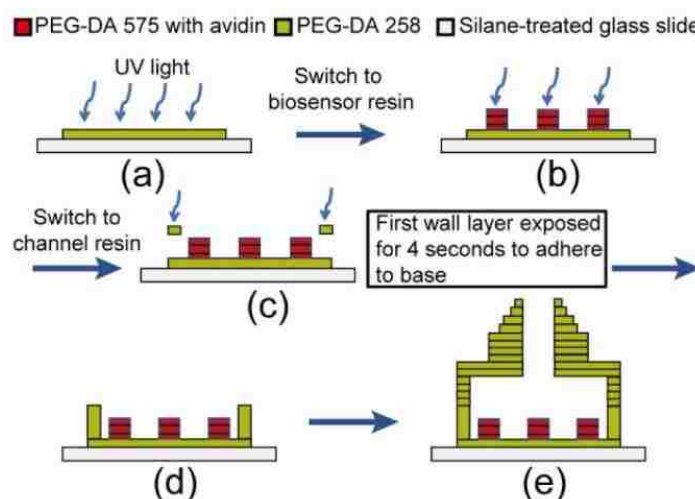 PEG-DA 575 with avidin PEG-DA 258 Silane-treated glass slide
UV light
Switch to
biosensor resin
(a)
(b)
Switch to
channel resin
(c)
First wall layer exposed
for 4 seconds to adhere
to base
(d)
(e)